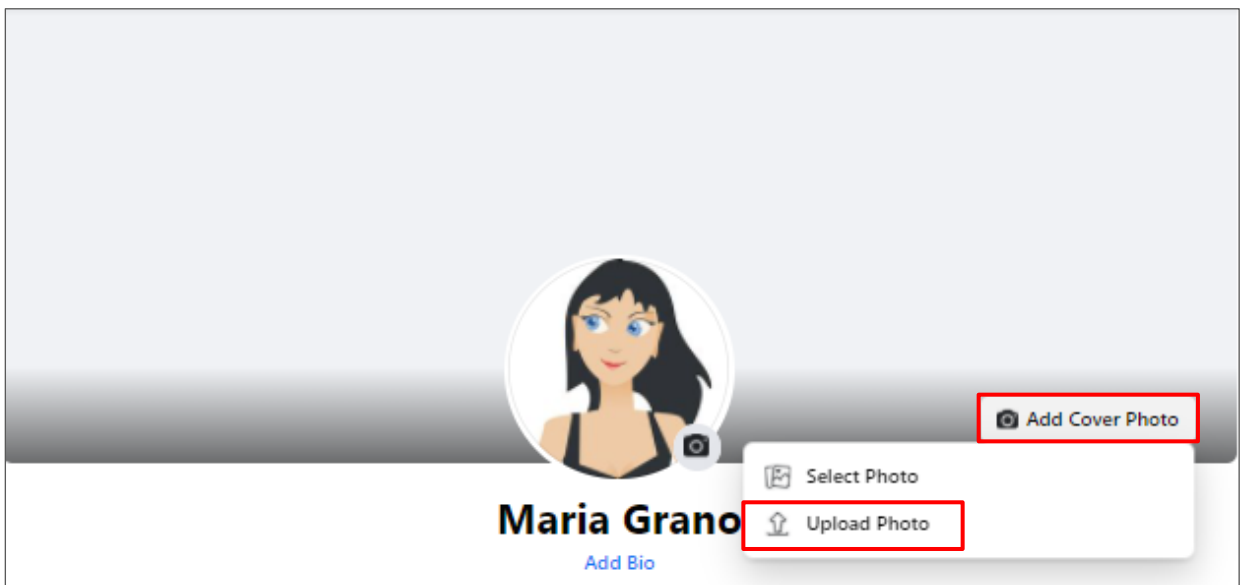 Add Cover Photo
Select Photo
Upload Photo
Maria Grano
Add Bio